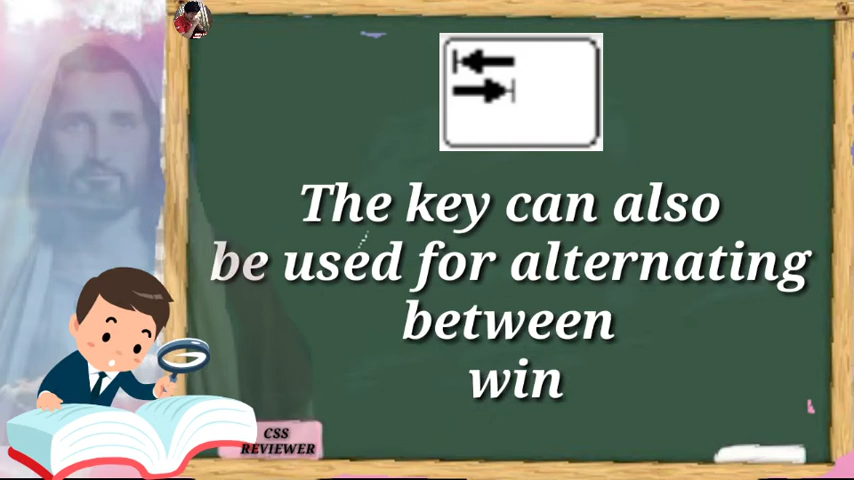 The key can also
be used for alternating
between
win
CSS
REVIEWER